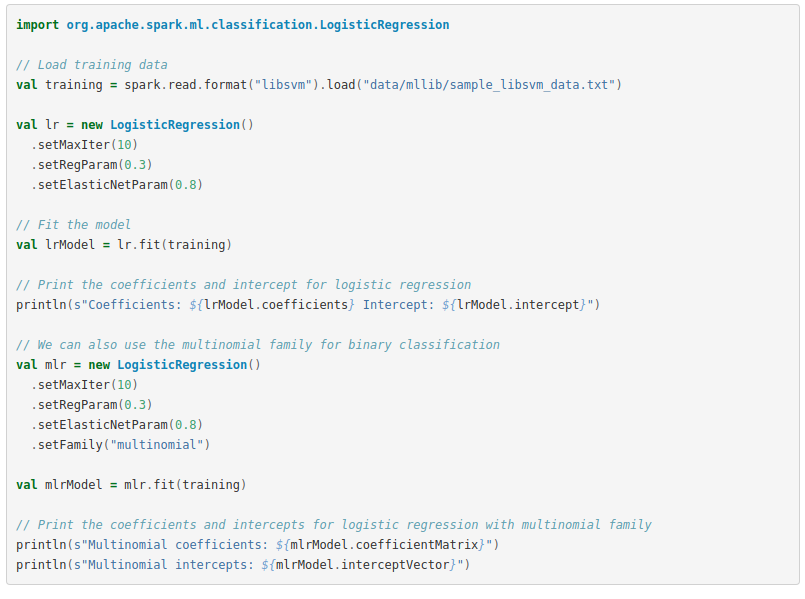 import org.apache.spark.ml.classification.LogisticRegression
// Load training data
val training = spark.read.format("libsvm").load("data/mllib/sample_libsvm_data.txt")
val lr = new LogisticRegression()
  .setMaxIter(10)
  .setRegParam(0.3)
  .setElasticNetParam(0.8)
// Fit the model
val lrModel = lr.fit(training)
// Print the coefficients and intercept for logistic regression
println(s"Coefficients: ${lrModel.coefficients} Intercept: ${lrModel.intercept}")
// We can also use the multinomial family for binary classification
val mlr = new LogisticRegression()
  .setMaxIter(10)
  .setRegParam(0.3)
  .setElasticNetParam(0.8)
  .setFamily("multinomial")
val mlrModel = mlr.fit(training)
// Print the coefficients and intercepts for logistic regression with multinomial family
println(s"Multinomial coefficients: ${mlrModel.coefficientMatrix}")
println(s"Multinomial intercepts: ${mlrModel.interceptVector}")